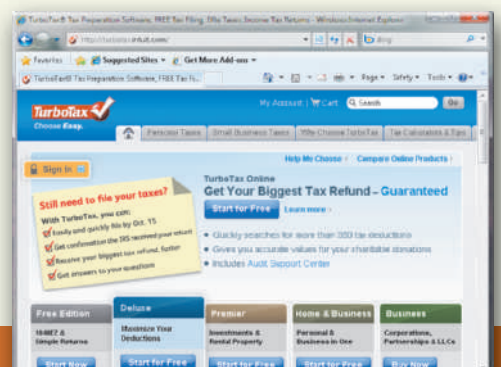 TurboTax® Tax Preparation Software, FREE Tax Filing, Efile Taxes, Income Tax Returns - Windows Internet Explorer
Bing
Favorites Suggested Sites Get More Add-ons
TurboTax® Tax Preparation Software, FREE Tax Fi... Page Safety Tools
TurboTax
Choose Easy.
My Account | Cart Search Go
Personal Taxes Small Business Taxes Why Choose TurboTax Tax Calculators & Tips
Help Me Choose Compare Online Products
Sign In
Still need to file your taxes?
With TurboTax, you can:
Easily and quickly file by Oct. 15
Get confirmation the IRS received your return
Receive your biggest tax refund, faster
Get answers to your questions
TurboTax Online
Get Your Biggest Tax Refund – Guaranteed
Start for Free Learn more
• Quickly searches for more than 350 tax deductions
• Gives you accurate values for your charitable donations
• Includes Audit Support Center
Free Edition
1040EZ &
Simple Returns
Start Now
Deluxe
Maximize Your
Deductions
Start for Free
Premier
Investments &
Rental Property
Start for Free
Home & Business
Personal &
Business in One
Start for Free
Business
Corporations,
Partnerships & LLCs
Buy Now